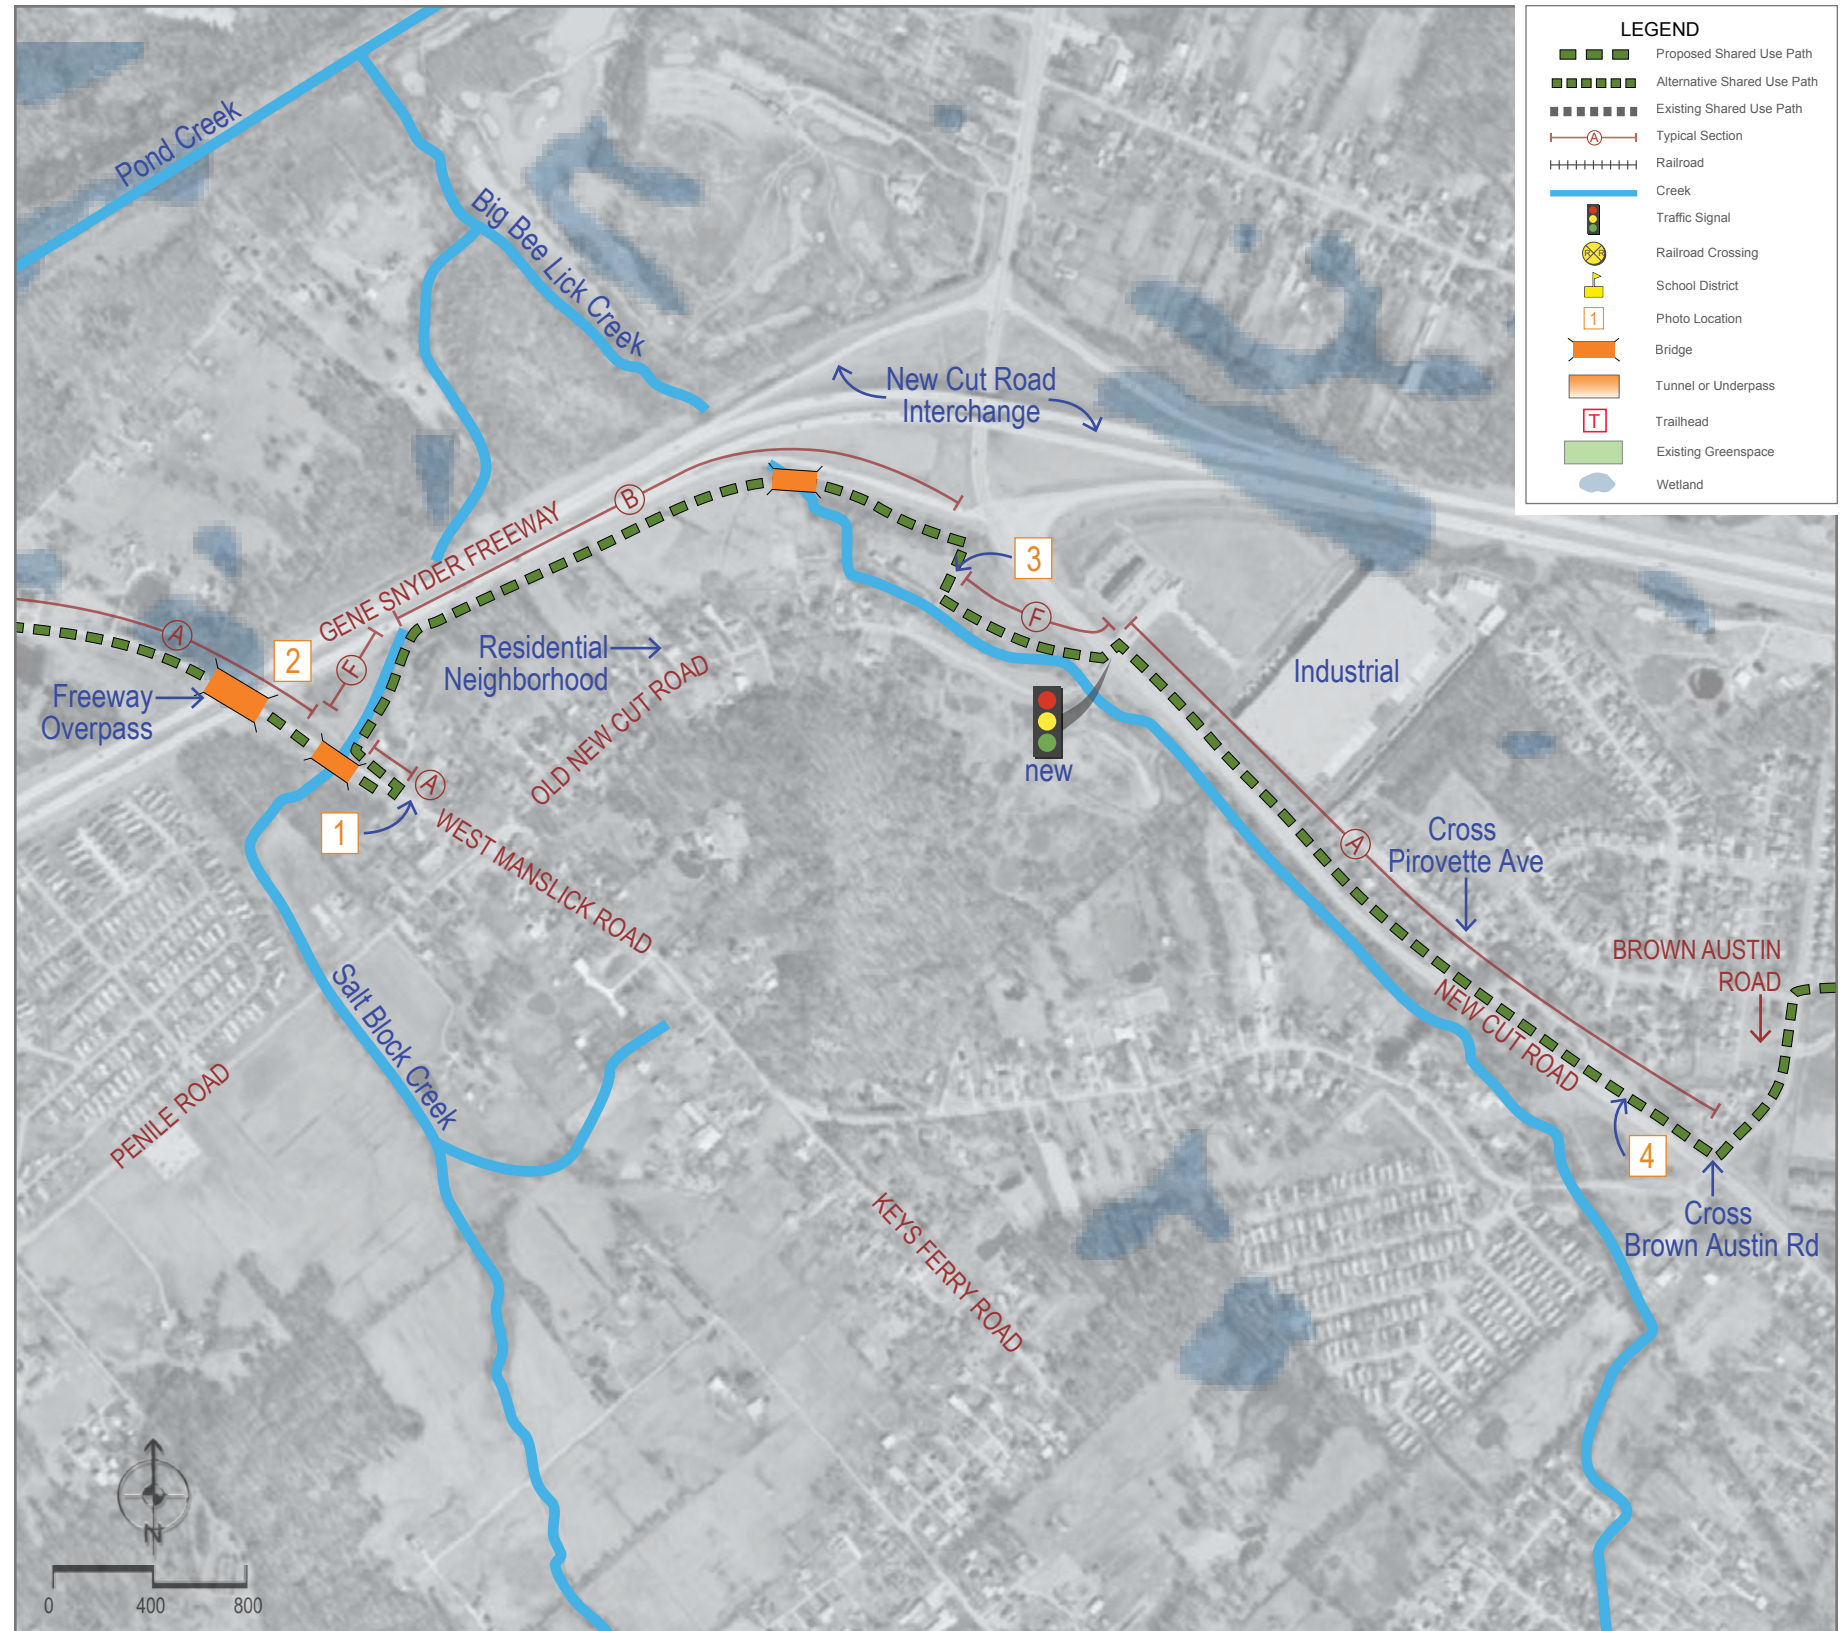 LEGEND
Proposed Shared Use Path
Alternative Shared Use Path
Existing Shared Use Path
A
Typical Section
Railroad
Creek
Traffic Signal
R R
Railroad Crossing
School District
1
Photo Location
Bridge
Tunnel or Underpass
T
Trailhead
Existing Greenspace
Wetland
Pond Creek
Big Bee Lick Creek
New Cut Road
Interchange
B
GENE SNYDER FREEWAY
3
A
2
F
F
Residential
Neighborhood
Industrial
Freeway
Overpass
OLD NEW CUT ROAD
new
A
1
WEST MANSLICK ROAD
A
Cross
Pirovette Ave
BROWN AUSTIN
ROAD
Salt Block Creek
NEW CUT ROAD
PENILE ROAD
4
KEYS FERRY ROAD
Cross
Brown Austin Rd
N
0 400 800